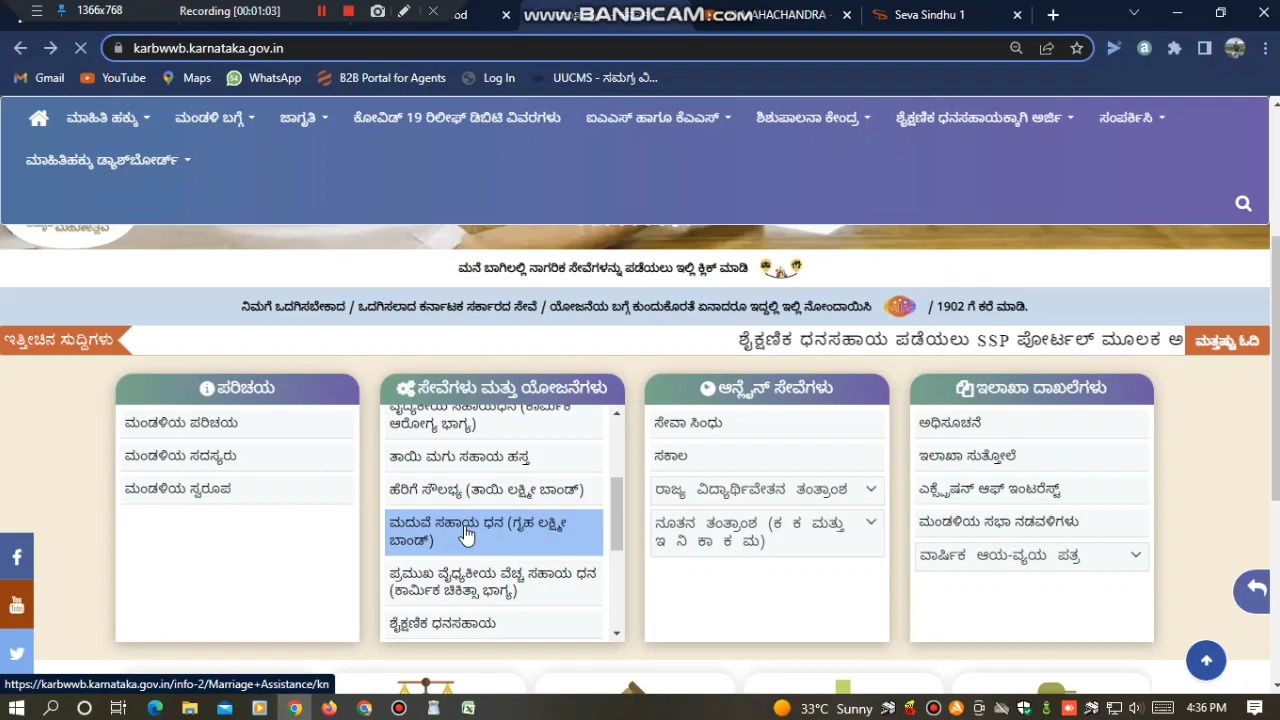 1366x768
Recording [00:01:03]
od
www.BANDICAM.com
AHACHANDRA -
Seva Sindhu 1
karbwwb.karnataka.gov.in
Gmail
YouTube
Maps
WhatsApp
B2B Portal for Agents
Log In
UUCMS - ಸಮಗ್ರ ವಿ...
ಮಾಹಿತಿ ಹಕ್ಕು
ಮಂಡಳಿ ಬಗ್ಗೆ
ಜಾಗೃತಿ
ಕೋವಿಡ್ 19 ರಿಲೀಫ್ ಡಿಬಿಟಿ ವಿವರಗಳು
ಐಎಎಸ್ ಹಾಗೂ ಕೆಎಎಸ್
ಶಿಶುಪಾಲನಾ ಕೇಂದ್ರ
ಶೈಕ್ಷಣಿಕ ಧನಸಹಾಯಕ್ಕಾಗಿ ಅರ್ಜಿ
ಸಂಪರ್ಕಿಸಿ
ಮಾಹಿತಿಹಕ್ಕು ಡ್ಯಾಶ್‌ಬೋರ್ಡ್
ಮನೆ ಬಾಗಿಲಲ್ಲಿ ನಾಗರಿಕ ಸೇವೆಗಳನ್ನು ಪಡೆಯಲು ಇಲ್ಲಿ ಕ್ಲಿಕ್ ಮಾಡಿ
ನಿಮಗೆ ಒದಗಿಸಬೇಕಾದ / ಒದಗಿಸಲಾದ ಕರ್ನಾಟಕ ಸರ್ಕಾರದ ಸೇವೆ / ಯೋಜನೆಯ ಬಗ್ಗೆ ಕುಂದುಕೊರತೆ ಏನಾದರೂ ಇದ್ದಲ್ಲಿ ಇಲ್ಲಿ ನೋಂದಾಯಿಸಿ / 1902 ಗೆ ಕರೆ ಮಾಡಿ.
ಇತ್ತೀಚಿನ ಸುದ್ದಿಗಳು
ಶೈಕ್ಷಣಿಕ ಧನಸಹಾಯ ಪಡೆಯಲು SSP ಪೋರ್ಟಲ್ ಮೂಲಕ ಅ
ಮತ್ತಷ್ಟು ಓದಿ
ಪರಿಚಯ
ಮಂಡಳಿಯ ಪರಿಚಯ
ಮಂಡಳಿಯ ಸದಸ್ಯರು
ಮಂಡಳಿಯ ಸ್ವರೂಪ
ಸೇವೆಗಳು ಮತ್ತು ಯೋಜನೆಗಳು
ವೈದ್ಯಕೀಯ ಸಹಾಯಧನ (ಕಾರ್ಮಿಕ
ಆರೋಗ್ಯ ಭಾಗ್ಯ)
ತಾಯಿ ಮಗು ಸಹಾಯ ಹಸ್ತ
ಹೆರಿಗೆ ಸೌಲಭ್ಯ (ತಾಯಿ ಲಕ್ಷ್ಮೀ ಬಾಂಡ್)
ಮದುವೆ ಸಹಾಯ ಧನ (ಗೃಹ ಲಕ್ಷ್ಮೀ
ಬಾಂಡ್)
ಪ್ರಮುಖ ವೈಧ್ಯಕೀಯ ವೆಚ್ಚ ಸಹಾಯ ಧನ
(ಕಾರ್ಮಿಕ ಚಿಕಿತ್ಸಾ ಭಾಗ್ಯ)
ಶೈಕ್ಷಣಿಕ ಧನಸಹಾಯ
ಆನ್ಲೈನ್ ಸೇವೆಗಳು
ಸೇವಾ ಸಿಂಧು
ಸಕಾಲ
ರಾಜ್ಯ ವಿದ್ಯಾರ್ಥಿವೇತನ ತಂತ್ರಾಂಶ
ನೂತನ ತಂತ್ರಾಂಶ (ಕ ಕ ಮತ್ತು
ಇ ನಿ ಕಾ ಕ ಮ)
ಇಲಾಖಾ ದಾಖಲೆಗಳು
ಅಧಿಸೂಚನೆ
ಇಲಾಖಾ ಸುತ್ತೋಲೆ
ಎಕ್ಸ್ಪ್ರೆಷನ್ ಆಫ್ ಇಂಟರೆಸ್ಟ್
ಮಂಡಳಿಯ ಸಭಾ ನಡವಳಿಗಳು
ವಾರ್ಷಿಕ ಆಯ-ವ್ಯಯ ಪತ್ರ
https://karbwwb.karnataka.gov.in/info-2/Marriage+Assistance/kn
33°C Sunny
4:36 PM